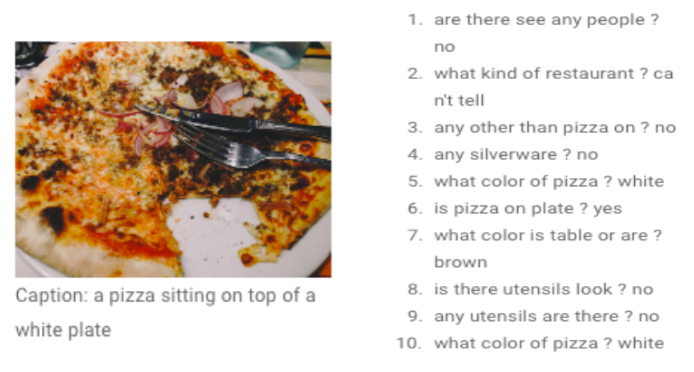 1. are there see any people ?
no
2. what kind of restaurant ? ca
n't tell
3. any other than pizza on ? no
4. any silverware ? no
5. what color of pizza ? white
6. is pizza on plate ? yes
7. what color is table or are ?
brown
8. is there utensils look ? no
9. any utensils are there ? no
10. what color of pizza ? white
Caption: a pizza sitting on top of a
white plate